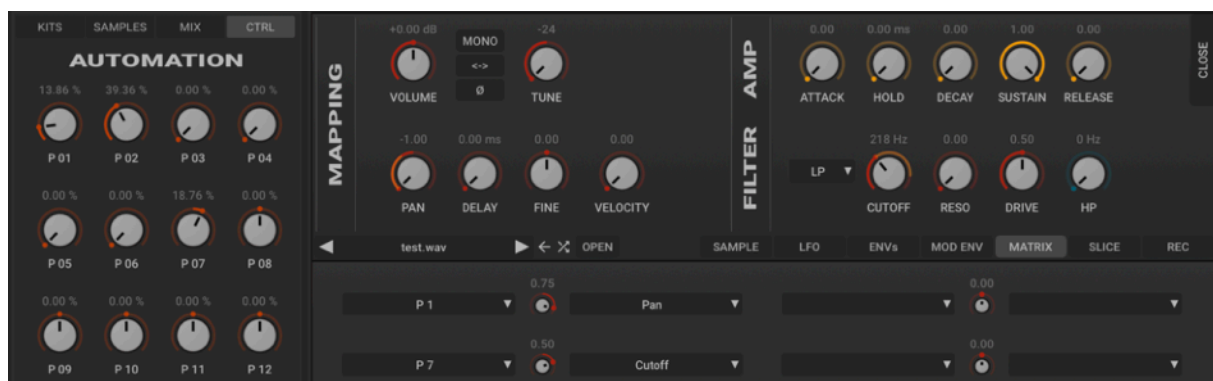 KITS SAMPLES MIX CTRL
AUTOMATION
13.86 % 39.36 % 0.00 % 0.00 %
P 01 P 02 P 03 P 04
0.00 % 0.00 % 18.76 % 0.00 %
P 05 P 06 P 07 P 08
0.00 % 0.00 % 0.00 % 0.00 %
P 09 P 10 P 11 P 12
MAPPING
+0.00 dB -24
MONO
<->
Ø
VOLUME TUNE
-1.00 0.00 ms 0.00 0.00
PAN DELAY FINE VELOCITY
AMP
0.00 0.00 ms 0.00 1.00 0.00
ATTACK HOLD DECAY SUSTAIN RELEASE
CLOSE
FILTER
218 Hz 0.00 0.50 0 Hz
LP
CUTOFF RESO DRIVE HP
test.wav OPEN SAMPLE LFO ENVs MOD ENV MATRIX SLICE REC
0.75 0.00
P 1 Pan
0.50 0.00
P 7 Cutoff